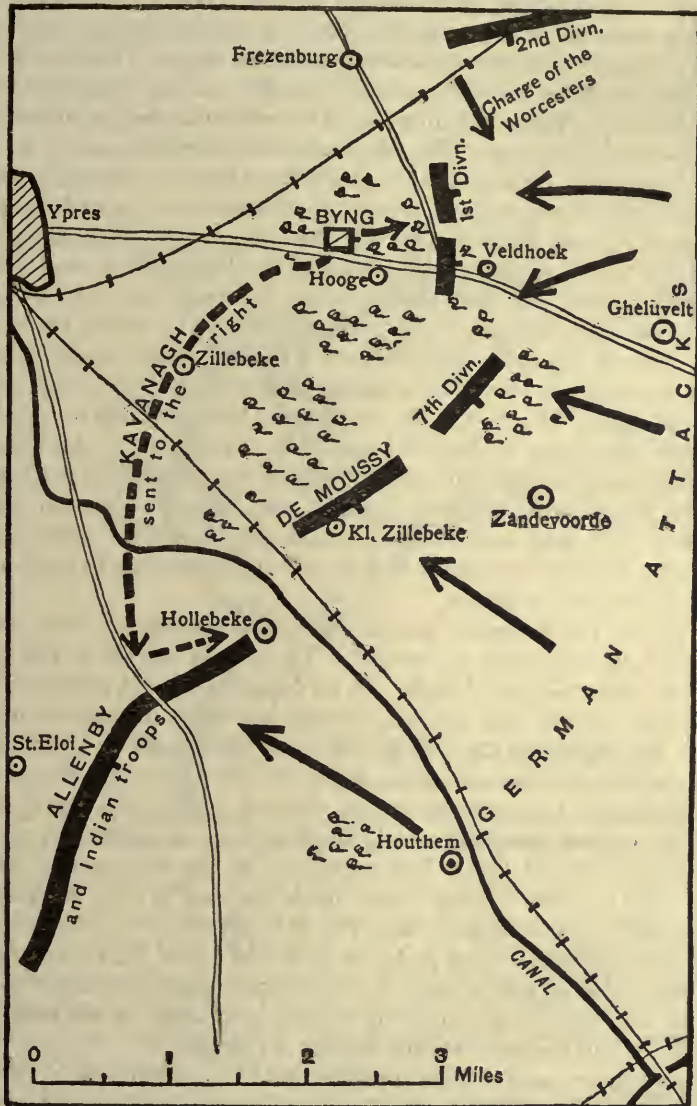 2nd Divn.
Frezenburg
Charge of the
Worcesters
1st Divn.
Ypres
BYNG
Veldhoek
Hooge
Ghelüvelt
KAVANAGH
sent to the right
Zillebeke
7th Divn.
DE MOUSSY
Zandevoorde
Kl. Zillebeke
GERMAN ATTACKS
Hollebeke
St. Eloi
ALLENBY
and Indian troops
Houthem
CANAL
0 1 2 3 Miles